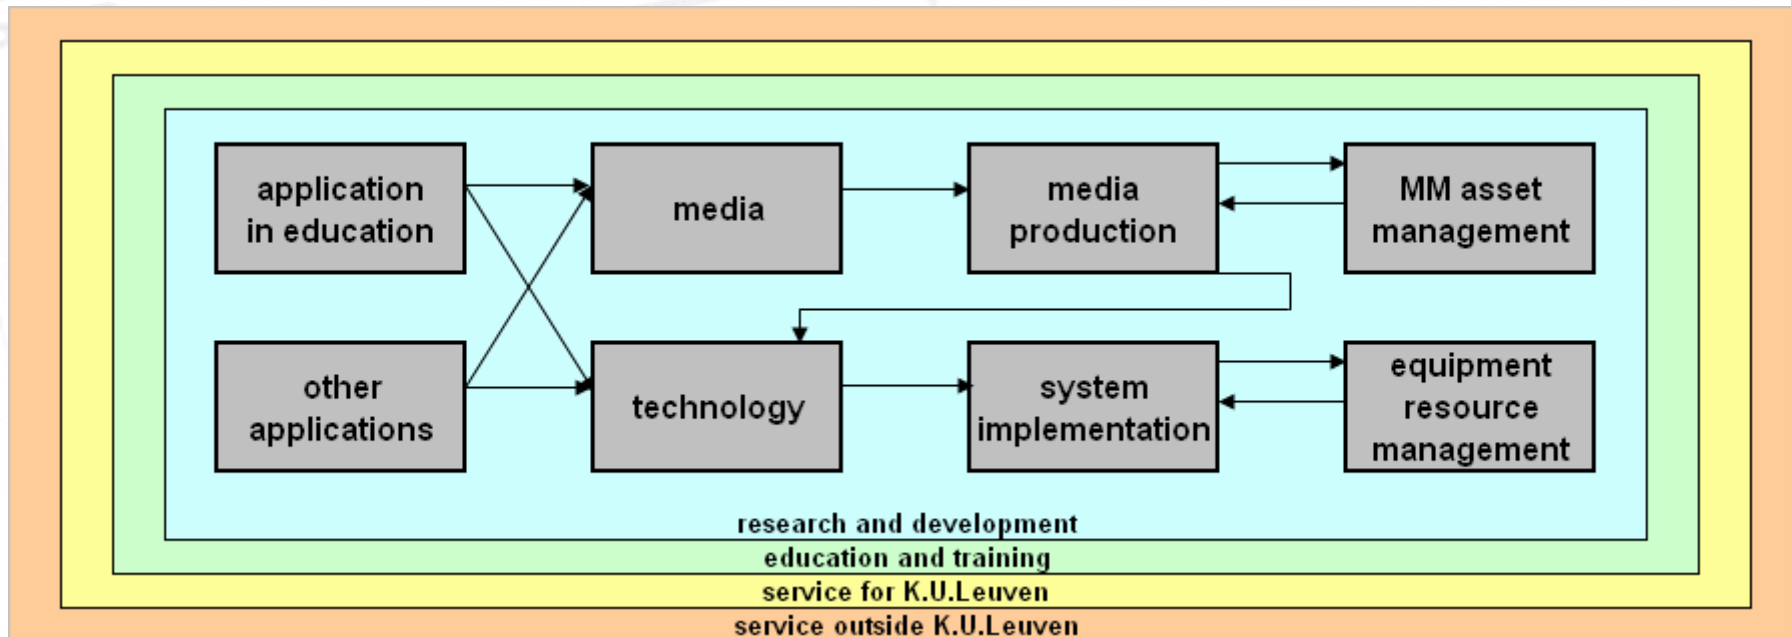 application
in education
media
media
production
MM asset
management
other
applications
technology
system
implementation
equipment
resource
management
research and development
education and training
service for K.U.Leuven
service outside K.U.Leuven